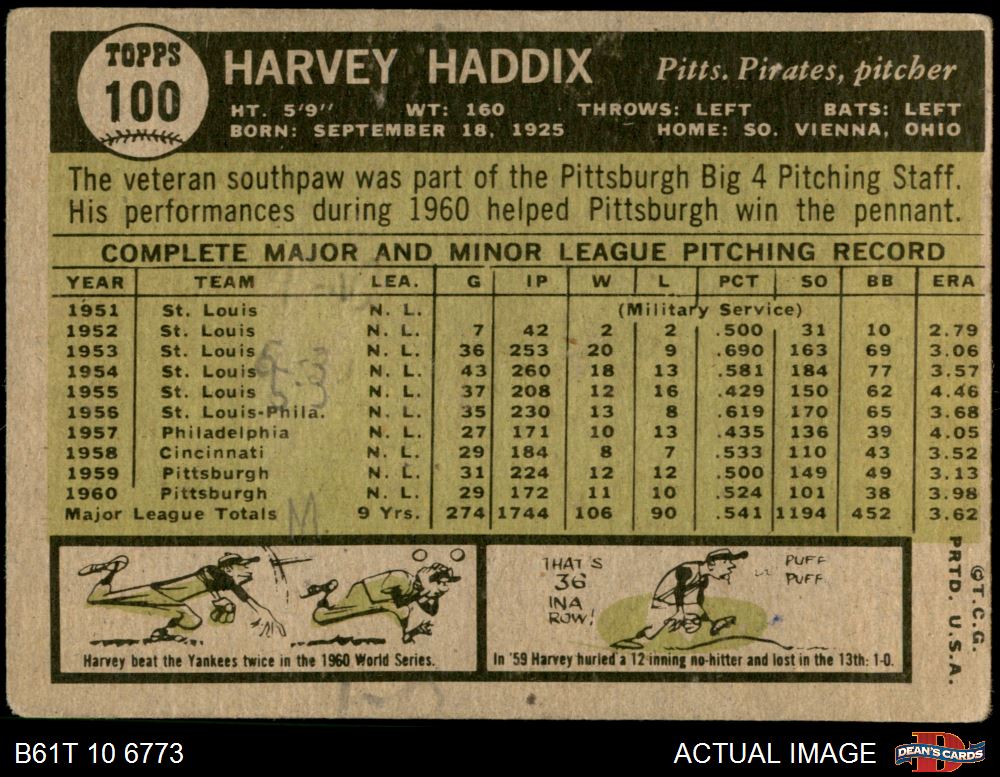 TOPPS
100
HARVEY HADDIX Pitts. Pirates, pitcher
HT. 5'9'' WT: 160 THROWS: LEFT BATS: LEFT
BORN: SEPTEMBER 18, 1925 HOME: SO. VIENNA, OHIO
The veteran southpaw was part of the Pittsburgh Big 4 Pitching Staff.
His performances during 1960 helped Pittsburgh win the pennant.
COMPLETE MAJOR AND MINOR LEAGUE PITCHING RECORD
YEAR TEAM LEA. G IP W L PCT SO BB ERA
1951 St. Louis N. L. (Military Service)
1952 St. Louis N. L. 7 42 2 2 .500 31 10 2.79
1953 St. Louis N. L. 36 253 20 9 .690 163 69 3.06
1954 St. Louis N. L. 43 260 18 13 .581 184 77 3.57
1955 St. Louis N. L. 37 208 12 16 .429 150 62 4.46
1956 St. Louis-Phila. N. L. 35 230 13 8 .619 170 65 3.68
1957 Philadelphia N. L. 27 171 10 13 .435 136 39 4.05
1958 Cincinnati N. L. 29 184 8 7 .533 110 43 3.52
1959 Pittsburgh N. L. 31 224 12 12 .500 149 49 3.13
1960 Pittsburgh N. L. 29 172 11 10 .524 101 38 3.98
Major League Totals 9 Yrs. 274 1744 106 90 .541 1194 452 3.62
M
Harvey beat the Yankees twice in the 1960 World Series.
THAT'S
36
IN A
ROW!
PUFF
PUFF
In '59 Harvey hurled a 12 inning no-hitter and lost in the 13th: 1-0.
©T.C.G.
PRTD. U.S.A.
B61T 10 6773 ACTUAL IMAGE
DEAN'S CARDS